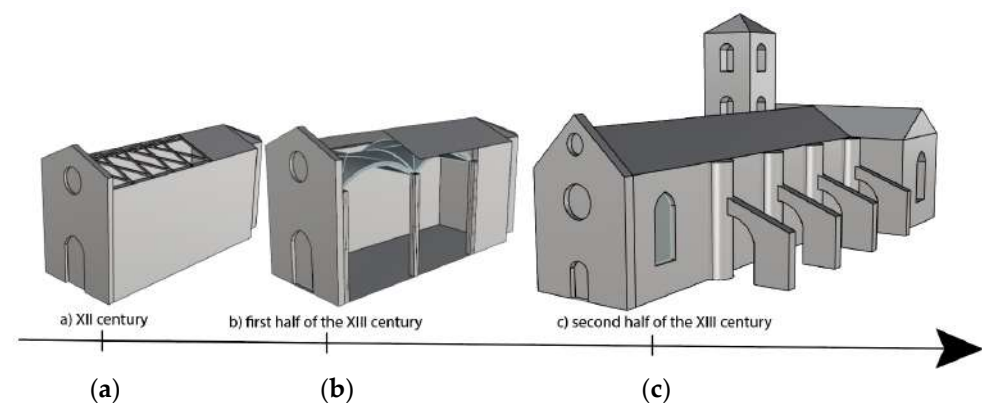 a) XII century
b) first half of the XIII century
c) second half of the XIII century
(a)
(b)
(c)